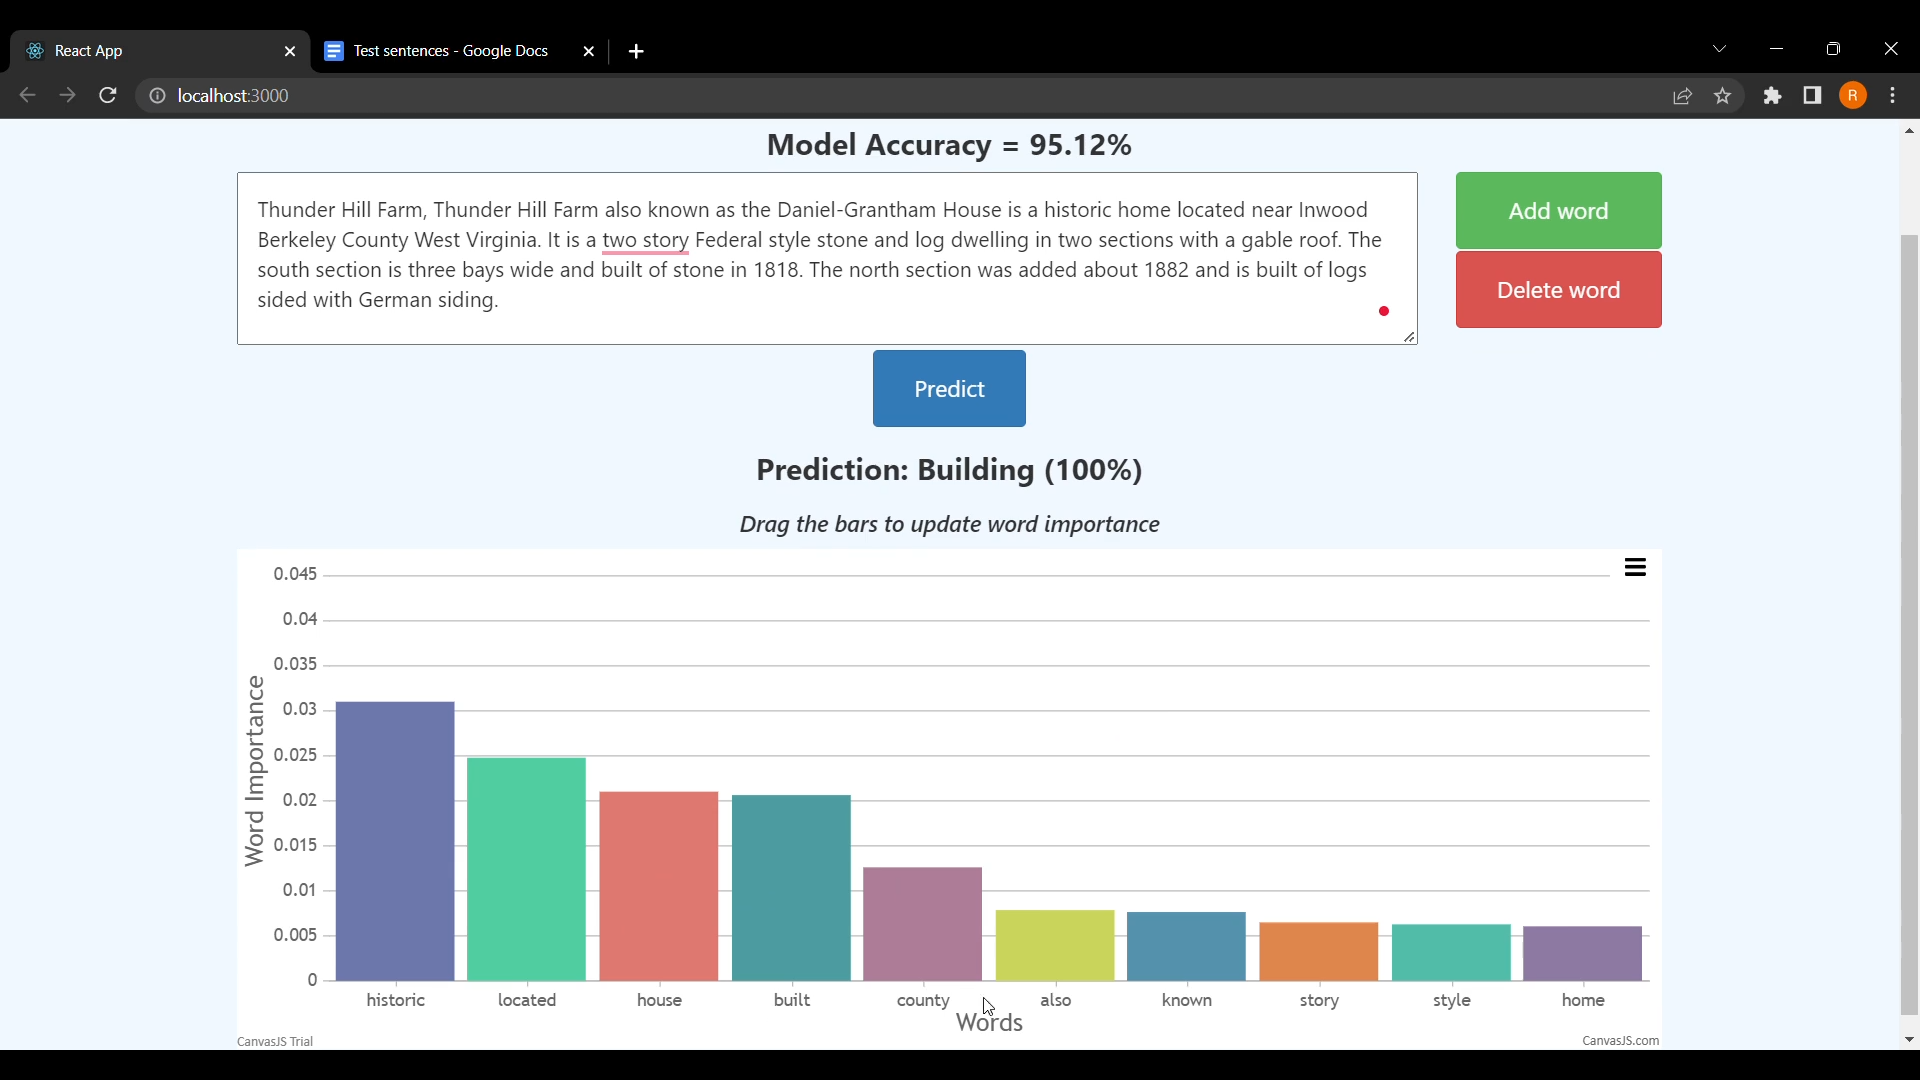 React App
Test sentences - Google Docs
localhost:3000
R
Model Accuracy = 95.12%
Thunder Hill Farm, Thunder Hill Farm also known as the Daniel-Grantham House is a historic home located near Inwood
Berkeley County West Virginia. It is a two story Federal style stone and log dwelling in two sections with a gable roof. The
south section is three bays wide and built of stone in 1818. The north section was added about 1882 and is built of logs
sided with German siding.
Add word
Delete word
Predict
Prediction: Building (100%)
Drag the bars to update word importance
0.045
0.04
0.035
0.03
0.025
0.02
0.015
0.01
0.005
0
Word Importance
historic located house built county also known story style home
Words
CanvasJS Trial
CanvasJS.com